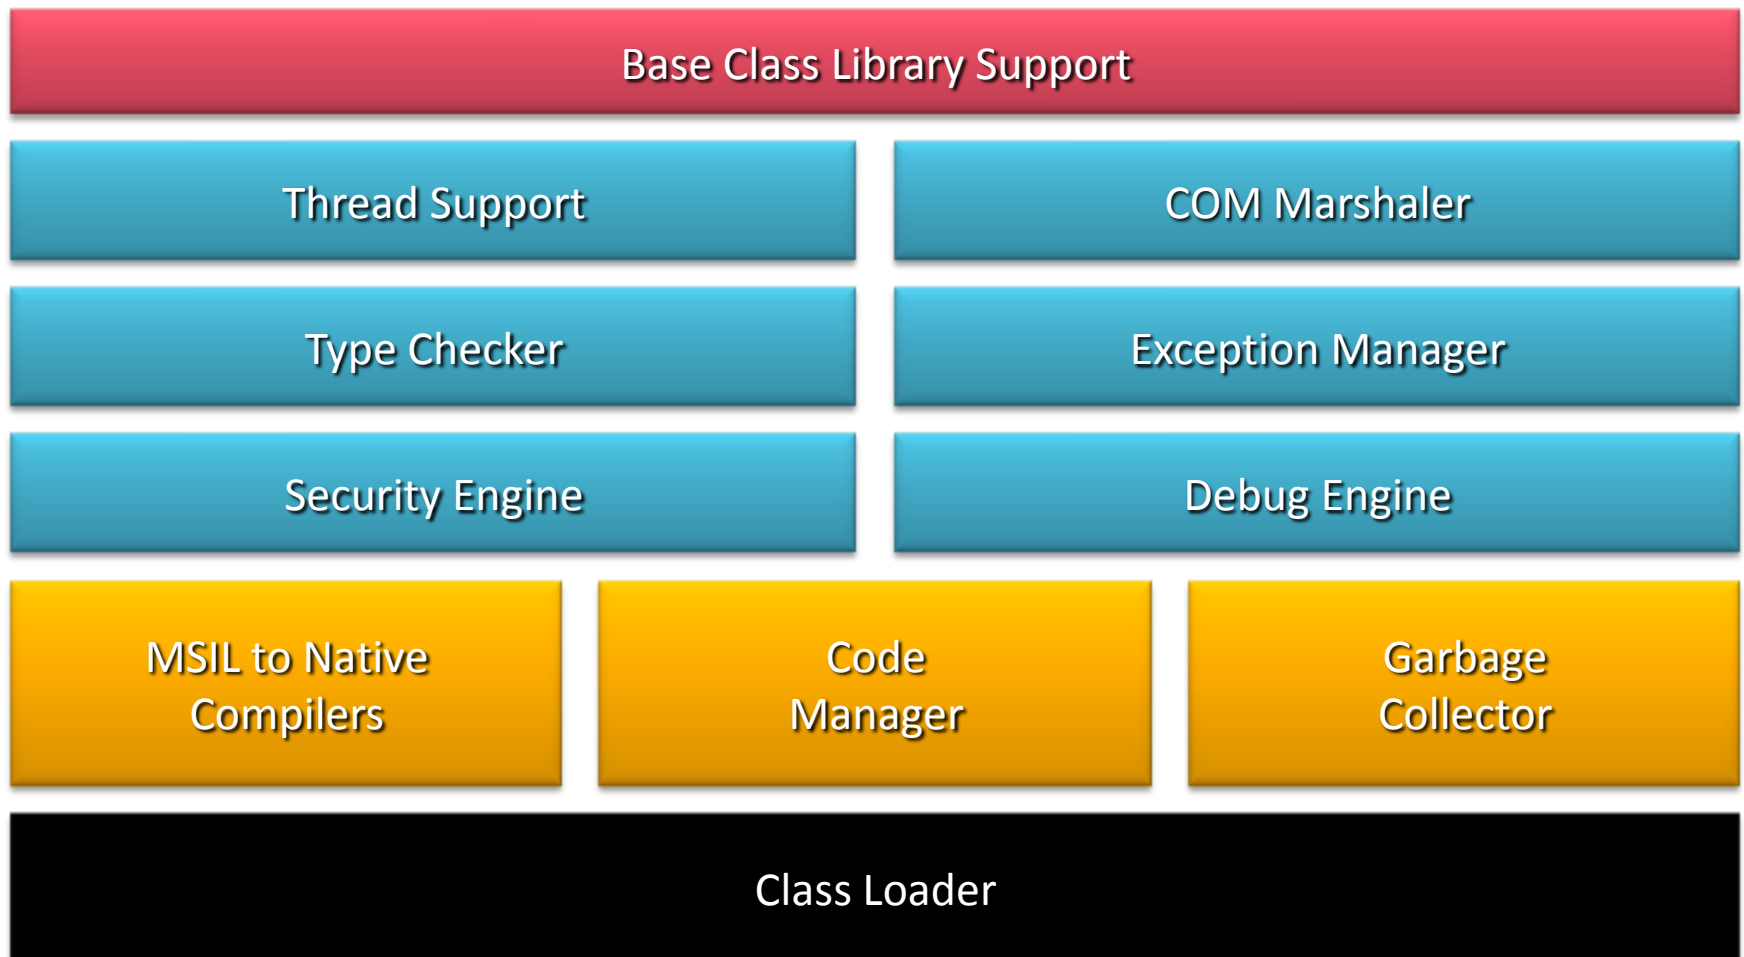 Base Class Library Support
Thread Support
COM Marshaler
Type Checker
Exception Manager
Security Engine
Debug Engine
MSIL to Native
Compilers
Code
Manager
Garbage
Collector
Class Loader